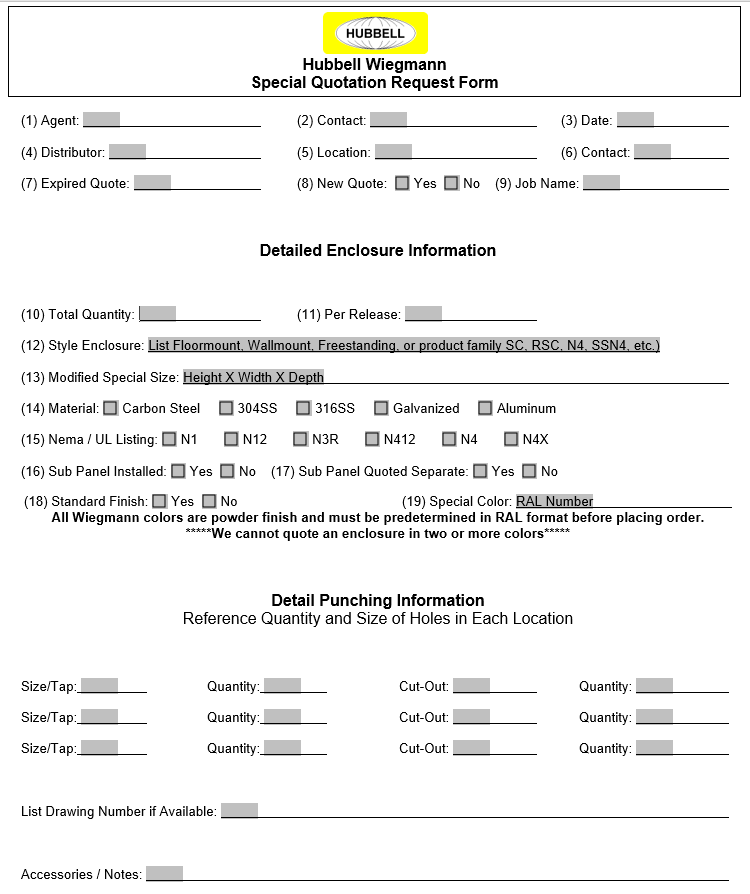 HUBBELL
Hubbell Wiegmann
Special Quotation Request Form
(1) Agent: (2) Contact: (3) Date:
(4) Distributor: (5) Location: (6) Contact:
(7) Expired Quote: (8) New Quote: Yes No (9) Job Name:
Detailed Enclosure Information
(10) Total Quantity: (11) Per Release:
(12) Style Enclosure: List Floormount, Wallmount, Freestanding, or product family SC, RSC, N4, SSN4, etc.)
(13) Modified Special Size: Height X Width X Depth
(14) Material: Carbon Steel 304SS 316SS Galvanized Aluminum
(15) Nema / UL Listing: N1 N12 N3R N412 N4 N4X
(16) Sub Panel Installed: Yes No (17) Sub Panel Quoted Separate: Yes No
(18) Standard Finish: Yes No (19) Special Color: RAL Number
All Wiegmann colors are powder finish and must be predetermined in RAL format before placing order.
*****We cannot quote an enclosure in two or more colors*****
Detail Punching Information
Reference Quantity and Size of Holes in Each Location
Size/Tap: Quantity: Cut-Out: Quantity:
Size/Tap: Quantity: Cut-Out: Quantity:
Size/Tap: Quantity: Cut-Out: Quantity:
List Drawing Number if Available:
Accessories / Notes: